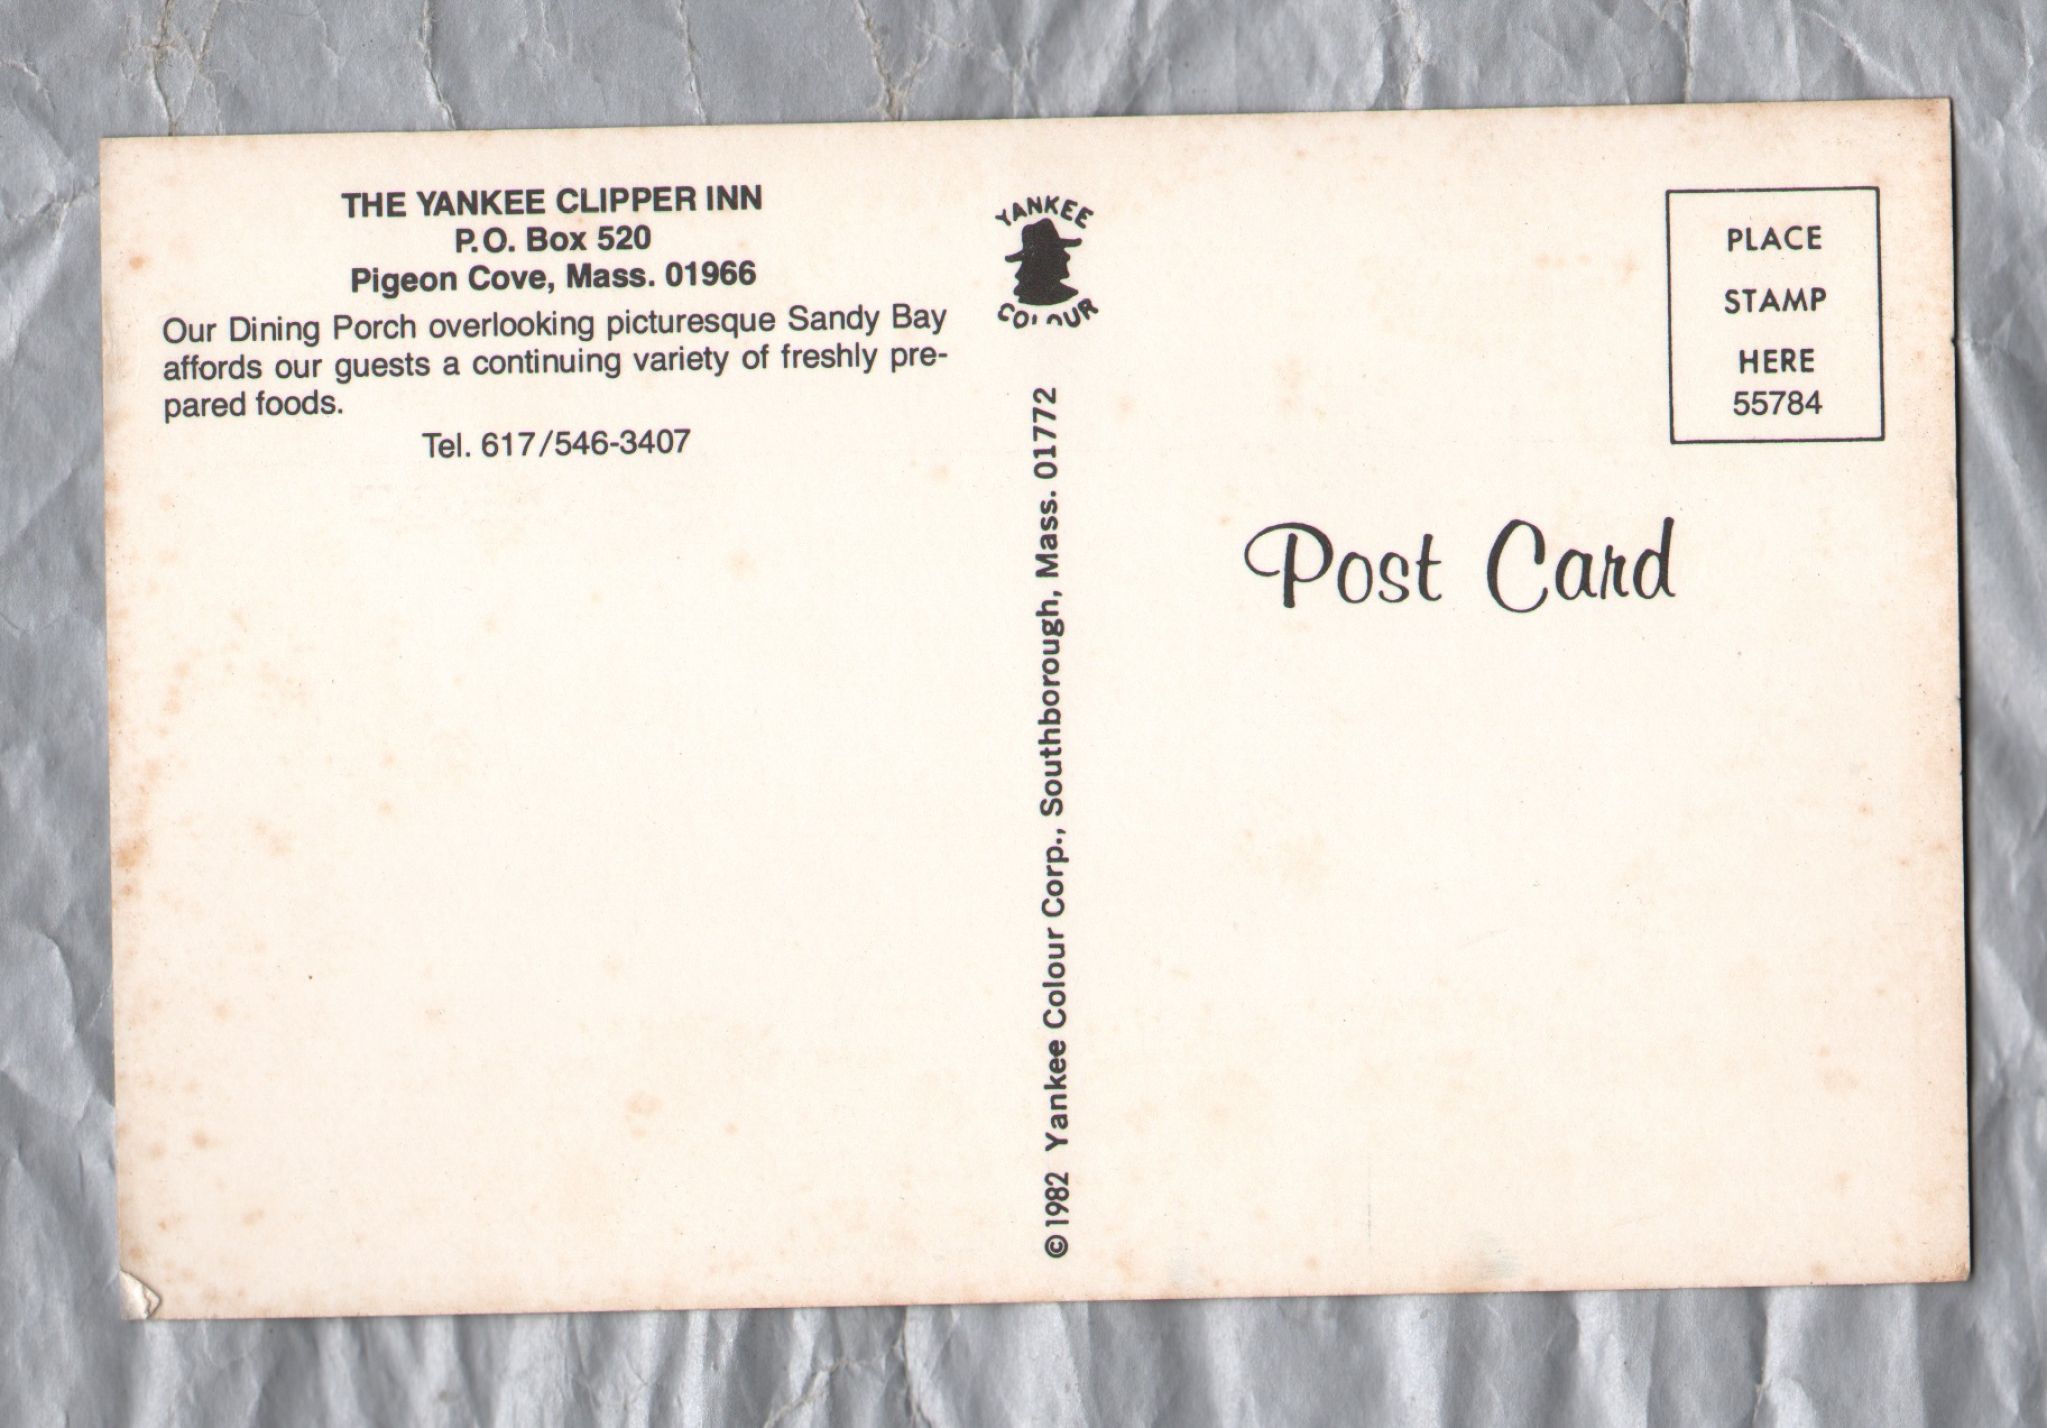 THE YANKEE CLIPPER INN
P.O. Box 520
Pigeon Cove, Mass. 01966
Our Dining Porch overlooking picturesque Sandy Bay
affords our guests a continuing variety of freshly pre-
pared foods.
Tel. 617/546-3407
YANKEE
COLOUR
© 1982 Yankee Colour Corp., Southborough, Mass. 01772
PLACE
STAMP
HERE
55784
Post Card